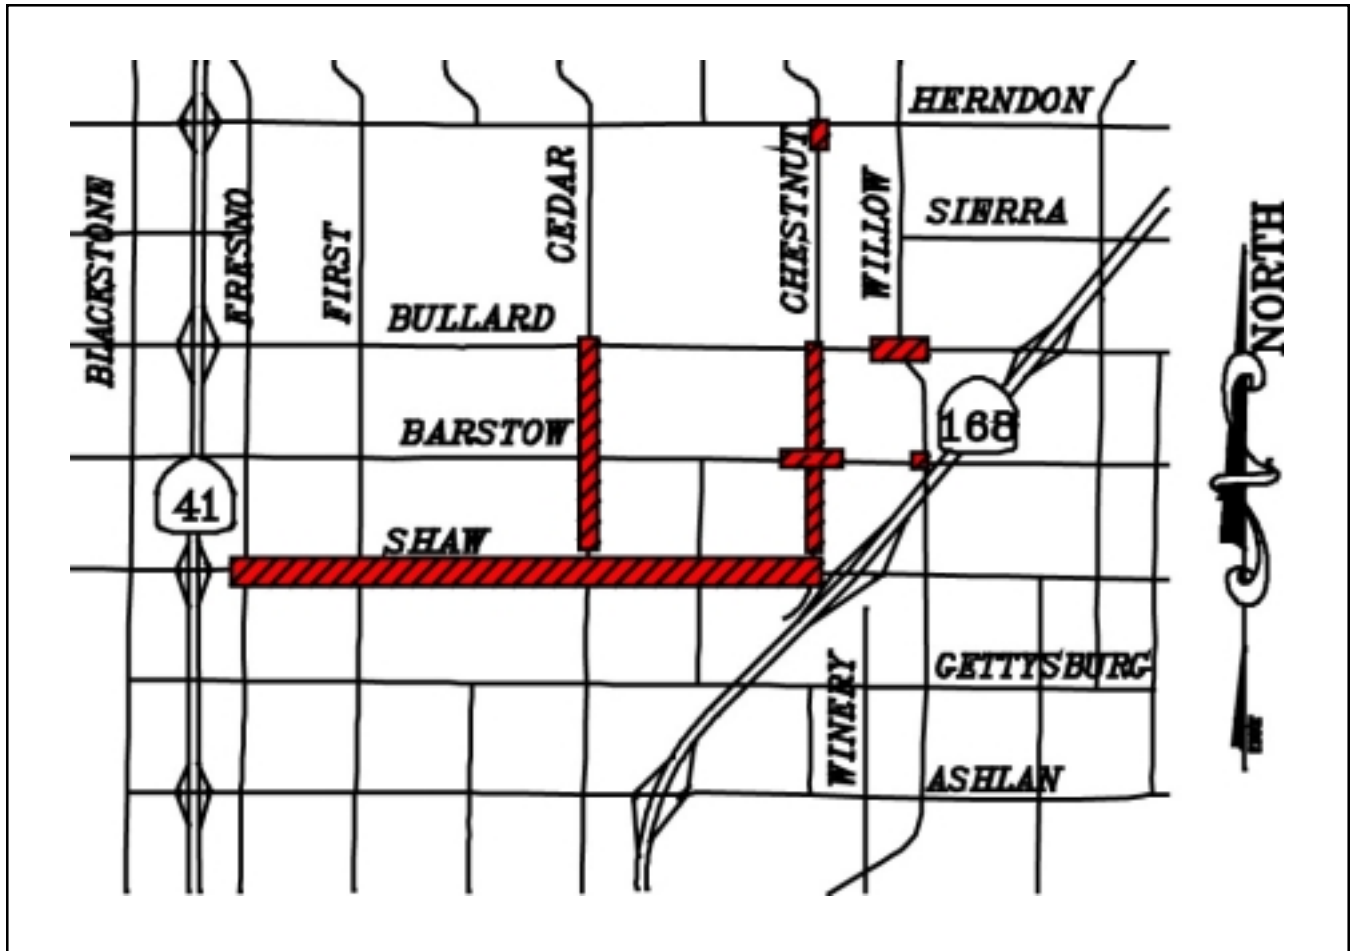 HERNDON
CEDAR
CHESTNUT
WILLOW
BLACKSTONE
FRESNO
FIRST
SIERRA
NORTH
BULLARD
BARSTOW
168
41
SHAW
WINERY
GETTYSBURG
ASHLAN